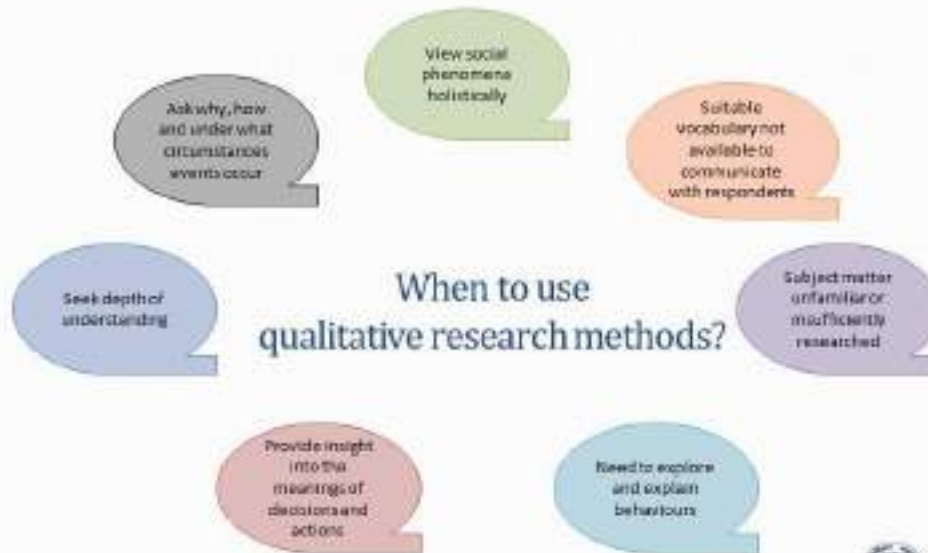 View social
phenomena
holistically
Ask why, how
and under what
circumstances
events occur
Suitable
vocabulary not
available to
communicate
with respondents
Seek depth of
understanding
When to use
qualitative research methods?
Subject matter
unfamiliar or
insufficiently
researched
Provide insight
into the
meanings of
decisions and
actions
Need to explore
and explain
behaviours